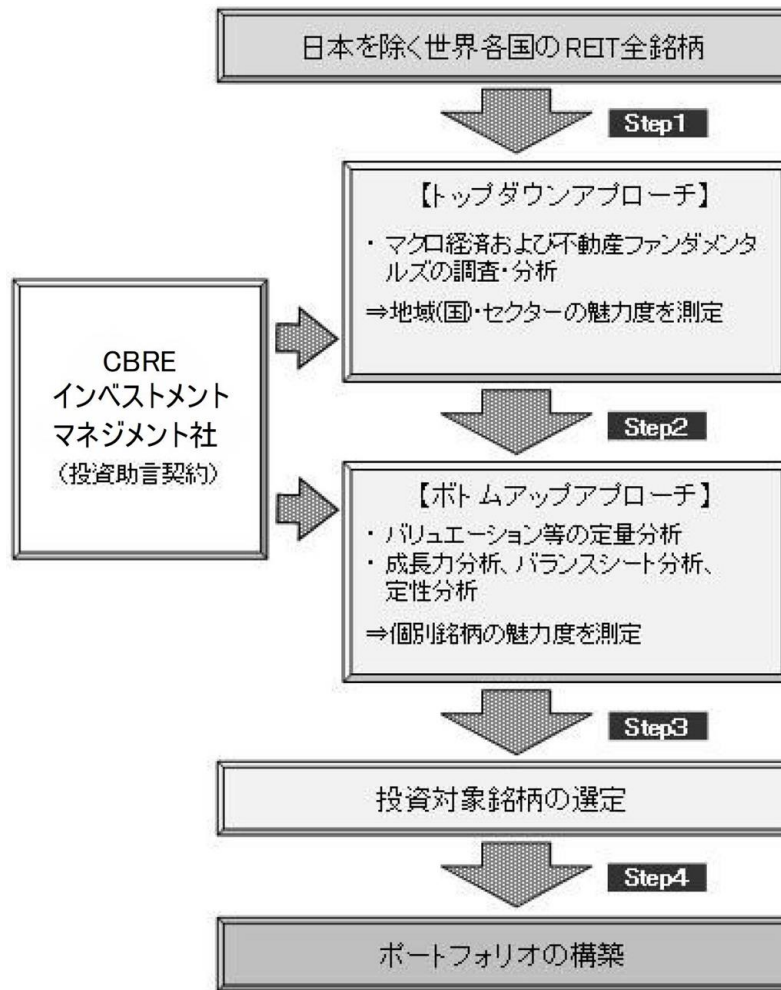 日本を除く世界各国のREIT全銘柄
Step1
【トップダウンアプローチ】
・ マクロ経済および不動産ファンダメンタ
ルズの調査・分析
⇒地域(国)・セクターの魅力度を測定
CBRE
インベストメント
マネジメント社
(投資助言契約)
Step2
【ボトムアップアプローチ】
・ バリュエーション等の定量分析
・ 成長力分析、バランスシート分析、
定性分析
⇒個別銘柄の魅力度を測定
Step3
投資対象銘柄の選定
Step4
ポートフォリオの構築